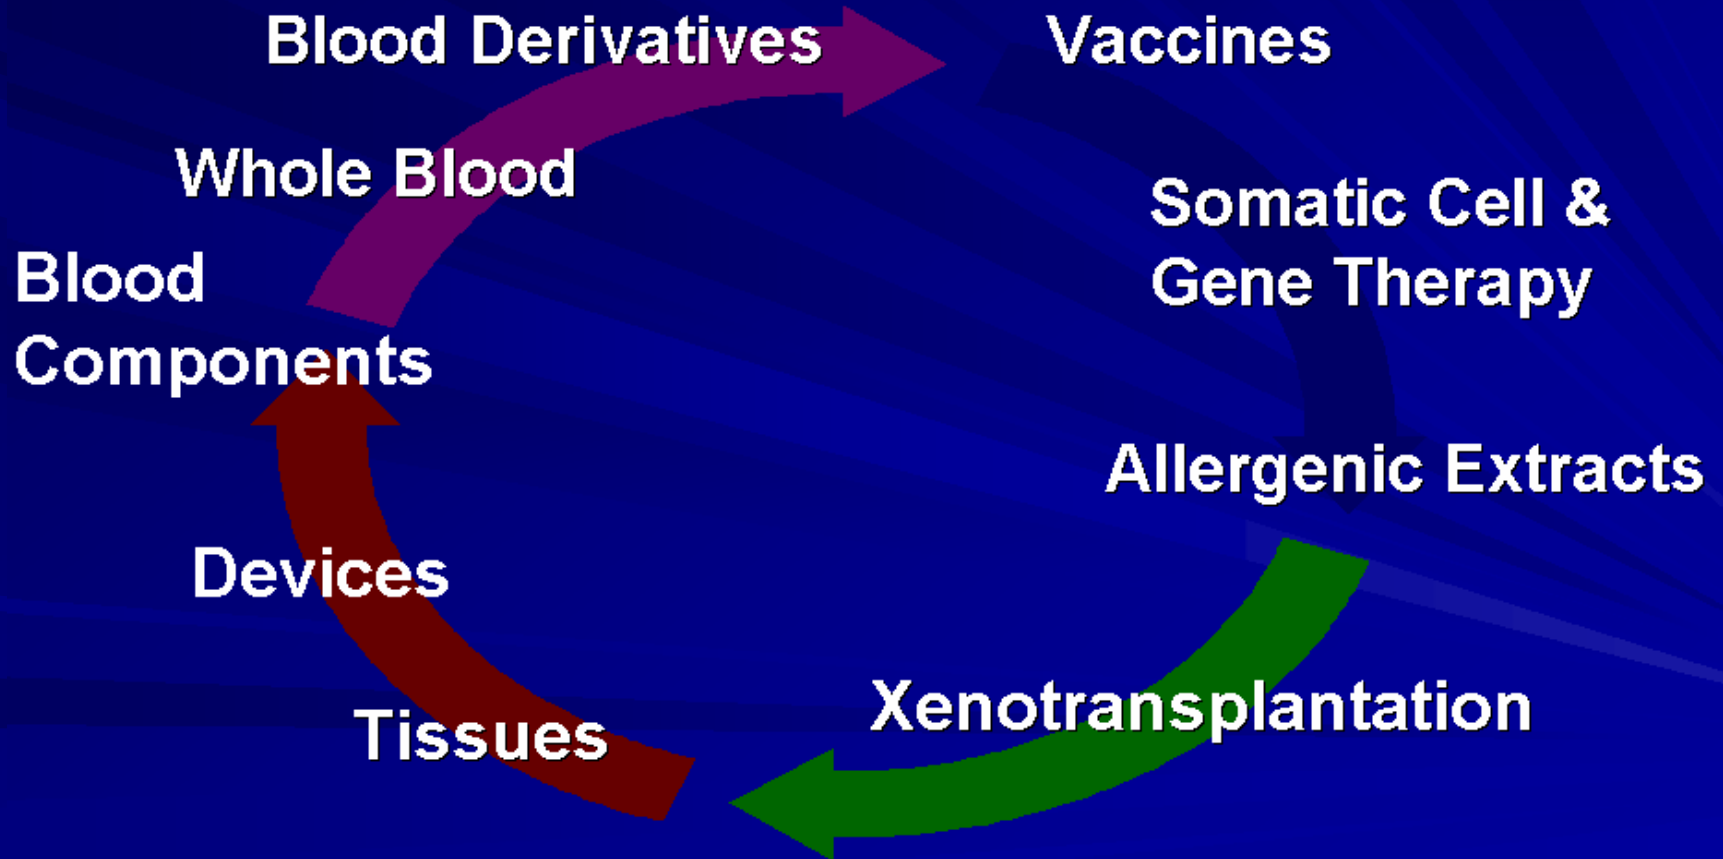 Blood Derivatives
Vaccines
Whole Blood
Somatic Cell &
Gene Therapy
Blood
Components
Allergenic Extracts
Devices
Xenotransplantation
Tissues